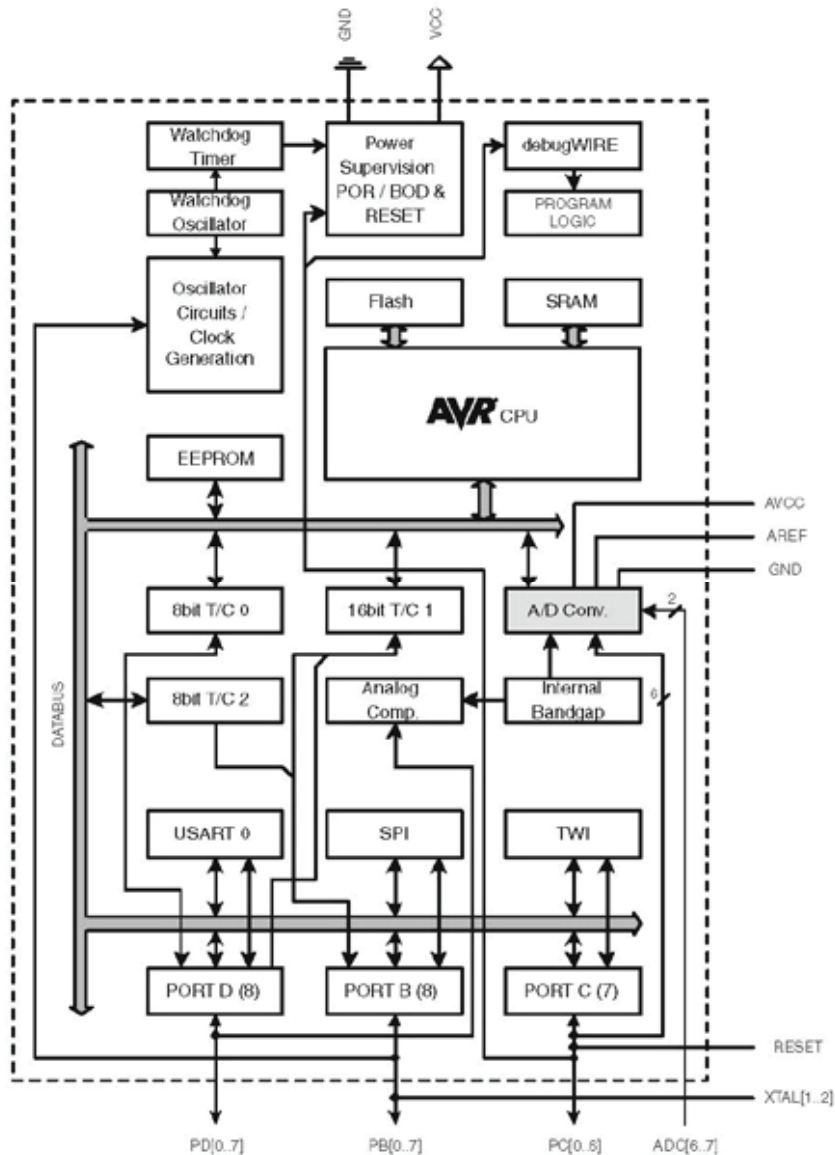 GND
VCC
Watchdog
Timer
Power
Supervision
POR / BOD &
RESET
debugWIRE
Watchdog
Oscillator
PROGRAM
LOGIC
Oscillator
Circuits /
Clock
Generation
Flash
SRAM
AVR CPU
EEPROM
AVCC
AREF
GND
8bit T/C 0
16bit T/C 1
A/D Conv.
2
DATABUS
8bit T/C 2
Analog
Comp.
Internal
Bandgap
6
USART 0
SPI
TWI
PORT D (8)
PORT B (8)
PORT C (7)
RESET
XTAL[1..2]
PD[0..7]
PB[0..7]
PC[0..6]
ADC[6..7]